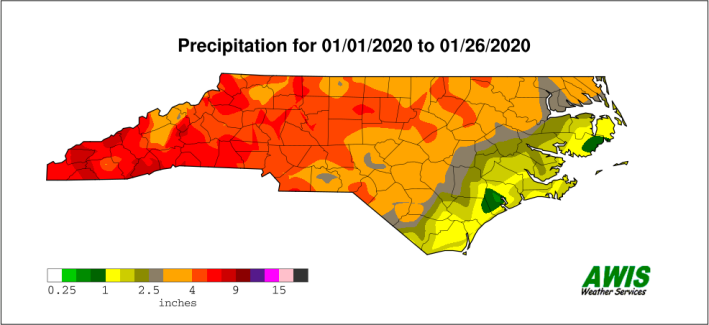 Precipitation for 01/01/2020 to 01/26/2020
0.25 1 2.5 4 9 15
inches
AWIS
Weather Services